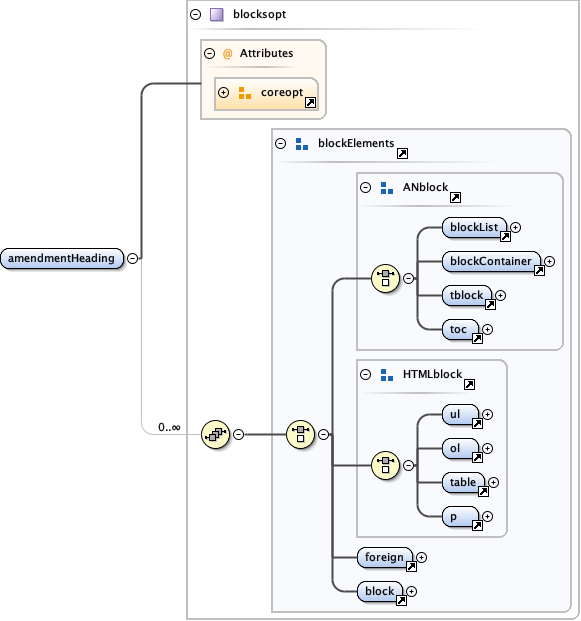 blocksopt
@ Attributes
coreopt
blockElements
ANblock
blockList
blockContainer
amendmentHeading
tblock
toc
HTMLblock
ul
0..∞
ol
table
p
foreign
block